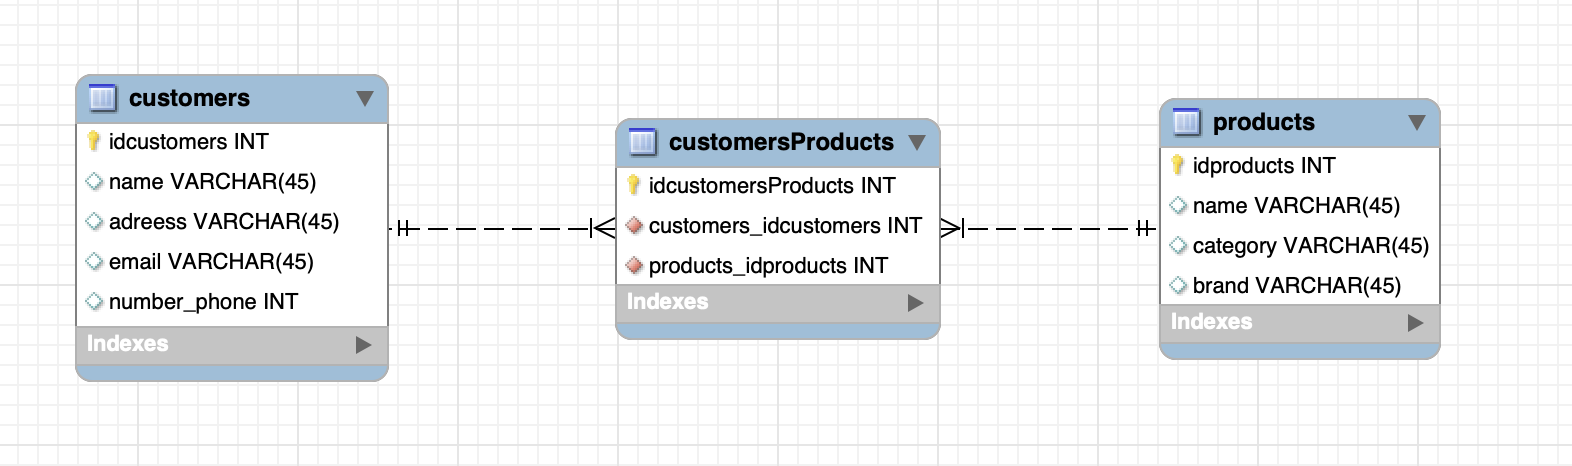 customers
idcustomers INT
name VARCHAR(45)
adreess VARCHAR(45)
email VARCHAR(45)
number_phone INT
Indexes
customersProducts
idcustomersProducts INT
customers_idcustomers INT
products_idproducts INT
Indexes
products
idproducts INT
name VARCHAR(45)
category VARCHAR(45)
brand VARCHAR(45)
Indexes